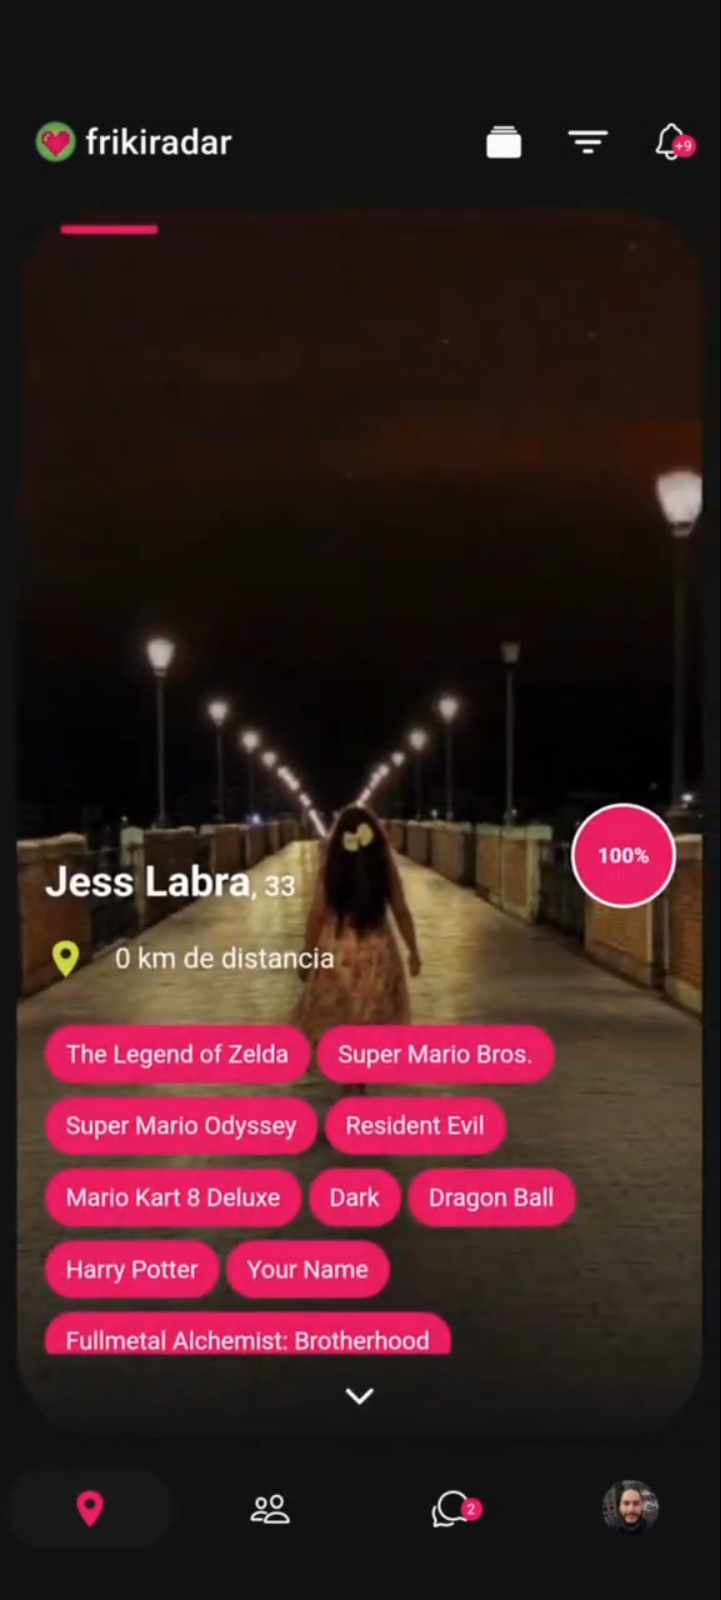 frikiradar
+9
Jess Labra, 33
100%
0 km de distancia
The Legend of Zelda
Super Mario Bros.
Super Mario Odyssey
Resident Evil
Mario Kart 8 Deluxe
Dark
Dragon Ball
Harry Potter
Your Name
Fullmetal Alchemist: Brotherhood
2